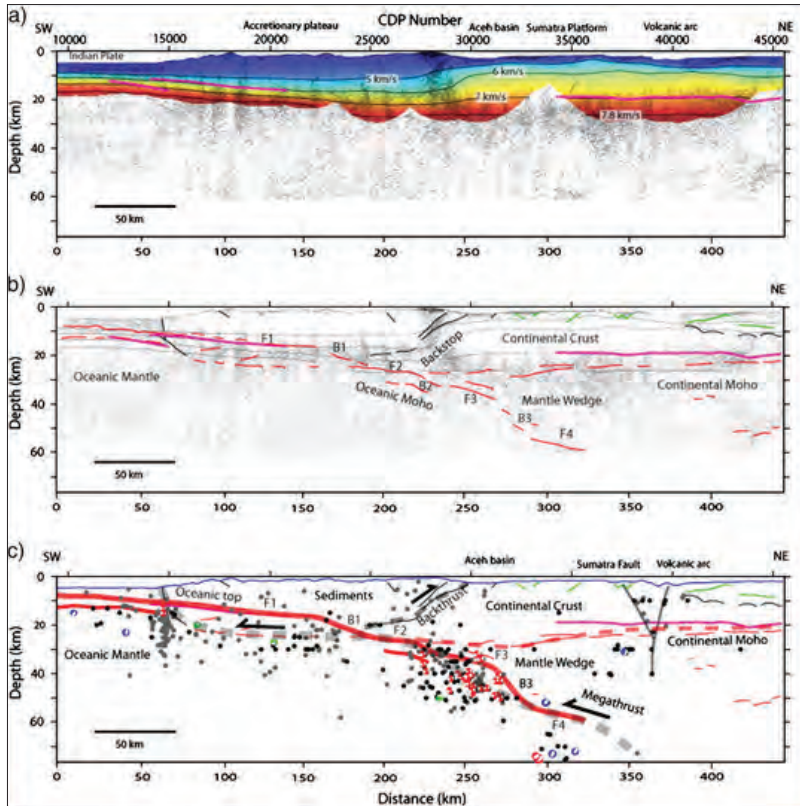 a)
CDP Number
SW Accretionary plateau Aceh basin Sumatra Platform Volcanic arc NE
10000 15000 20000 25000 30000 35000 40000 45000
Indian Plate
5 km/s 6 km/s
7 km/s
7.8 km/s
Depth (km)
0
20
40
60
50 km
0 50 100 150 200 250 300 350 400
b)
SW NE
Depth (km)
0
20
40
60
F1 B1 Backstop Continental Crust
F2
Oceanic Mantle B2 Continental Moho
Oceanic Moho F3 Mantle Wedge
B3
F4
50 km
0 50 100 150 200 250 300 350 400
c)
SW Aceh basin Sumatra Fault Volcanic arc NE
Depth (km)
0
20
40
60
Oceanic top Sediments
F1 B1 Backthrust Continental Crust
F2
Oceanic Mantle F3 Mantle Wedge Continental Moho
B3
Megathrust
F4
50 km
0 50 100 150 200 250 300 350 400
Distance (km)